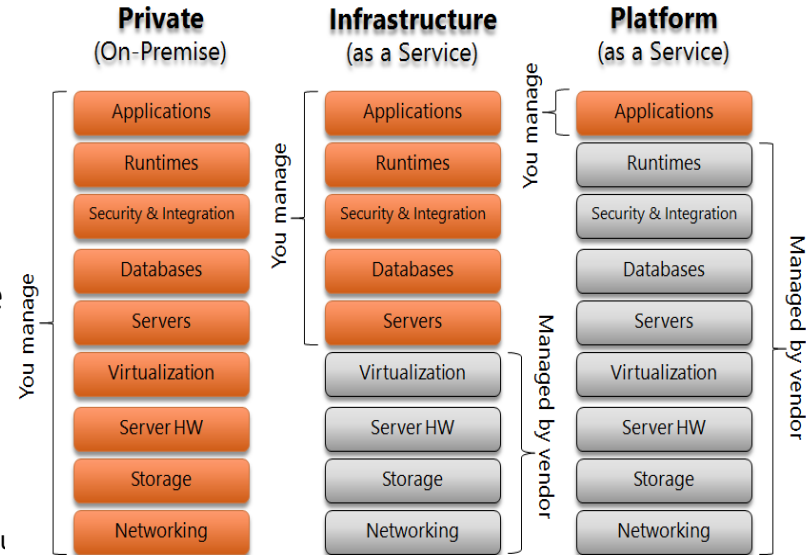 Private
(On-Premise)
You manage
Applications
Runtimes
Security & Integration
Databases
Servers
Virtualization
Server HW
Storage
Networking
Infrastructure
(as a Service)
You manage
Applications
Runtimes
Security & Integration
Databases
Servers
Virtualization
Server HW
Storage
Networking
Managed by vendor
Platform
(as a Service)
You manage
Applications
Runtimes
Security & Integration
Databases
Servers
Virtualization
Server HW
Storage
Networking
Managed by vendor